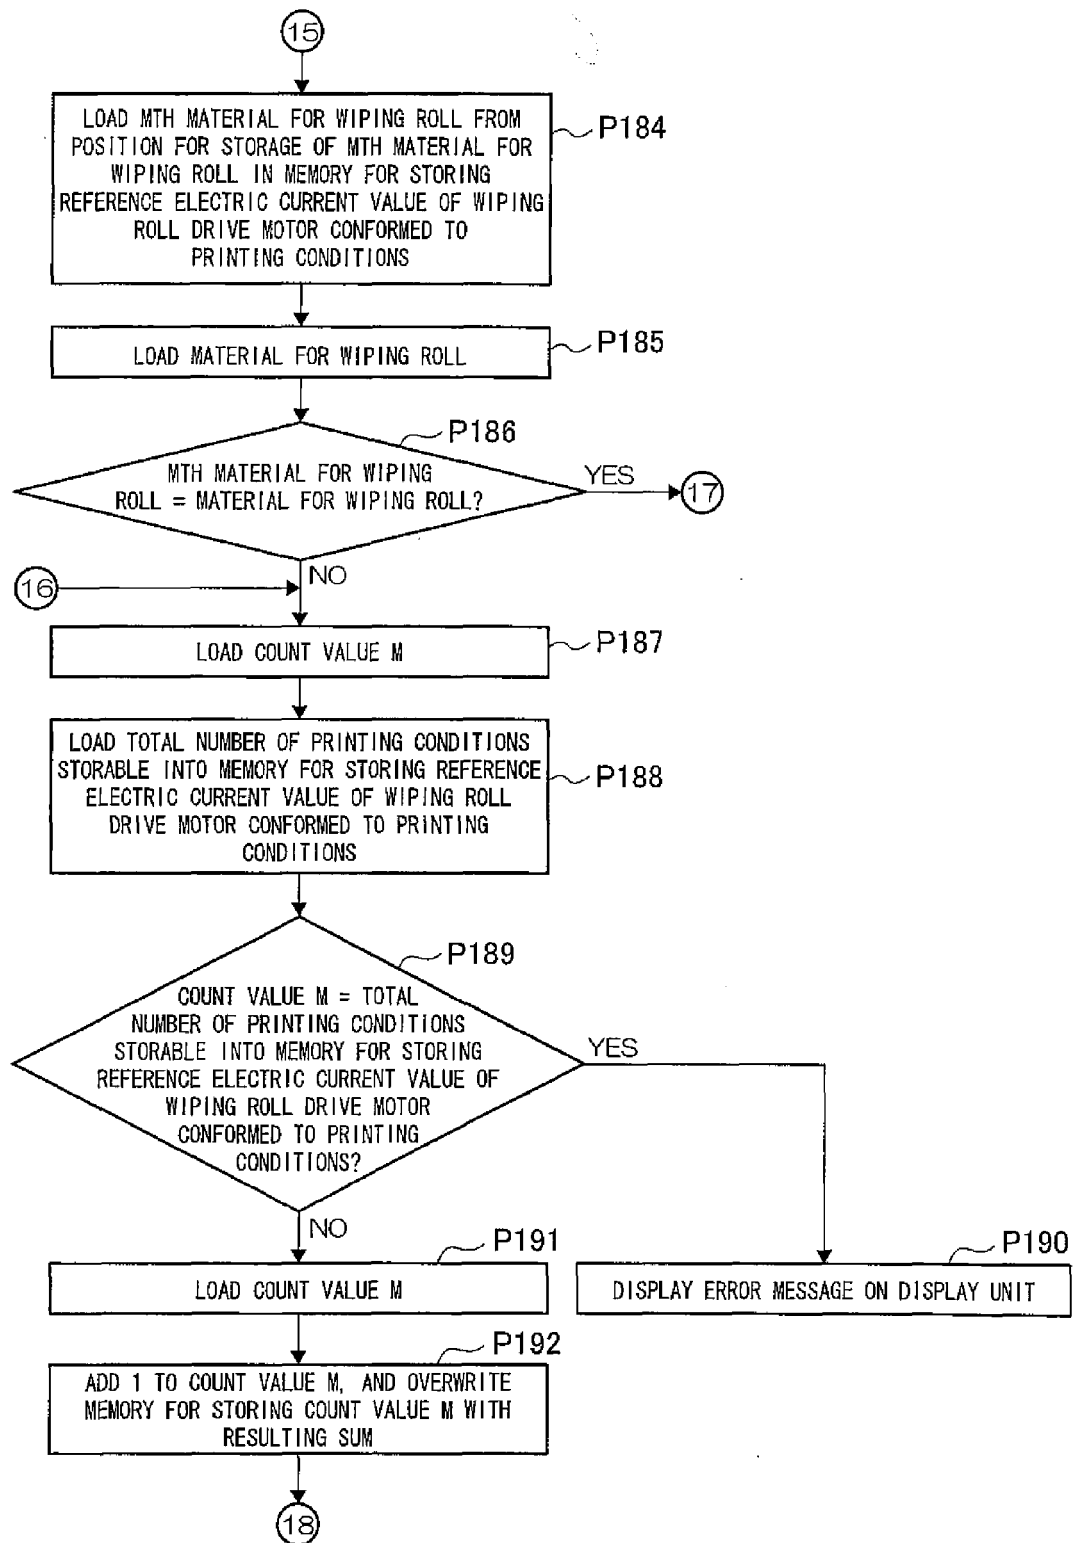 15
LOAD MTH MATERIAL FOR WIPING ROLL FROM
POSITION FOR STORAGE OF MTH MATERIAL FOR
WIPING ROLL IN MEMORY FOR STORING
REFERENCE ELECTRIC CURRENT VALUE OF WIPING
ROLL DRIVE MOTOR CONFORMED TO
PRINTING CONDITIONS
P184
LOAD MATERIAL FOR WIPING ROLL
P185
P186
MTH MATERIAL FOR WIPING
ROLL = MATERIAL FOR WIPING ROLL?
YES
17
NO
16
LOAD COUNT VALUE M
P187
LOAD TOTAL NUMBER OF PRINTING CONDITIONS
STORABLE INTO MEMORY FOR STORING REFERENCE
ELECTRIC CURRENT VALUE OF WIPING ROLL
DRIVE MOTOR CONFORMED TO PRINTING
CONDITIONS
P188
P189
COUNT VALUE M = TOTAL
NUMBER OF PRINTING CONDITIONS
STORABLE INTO MEMORY FOR STORING
REFERENCE ELECTRIC CURRENT VALUE OF
WIPING ROLL DRIVE MOTOR
CONFORMED TO PRINTING
CONDITIONS?
YES
NO
P191
LOAD COUNT VALUE M
P190
DISPLAY ERROR MESSAGE ON DISPLAY UNIT
P192
ADD 1 TO COUNT VALUE M, AND OVERWRITE
MEMORY FOR STORING COUNT VALUE M WITH
RESULTING SUM
18